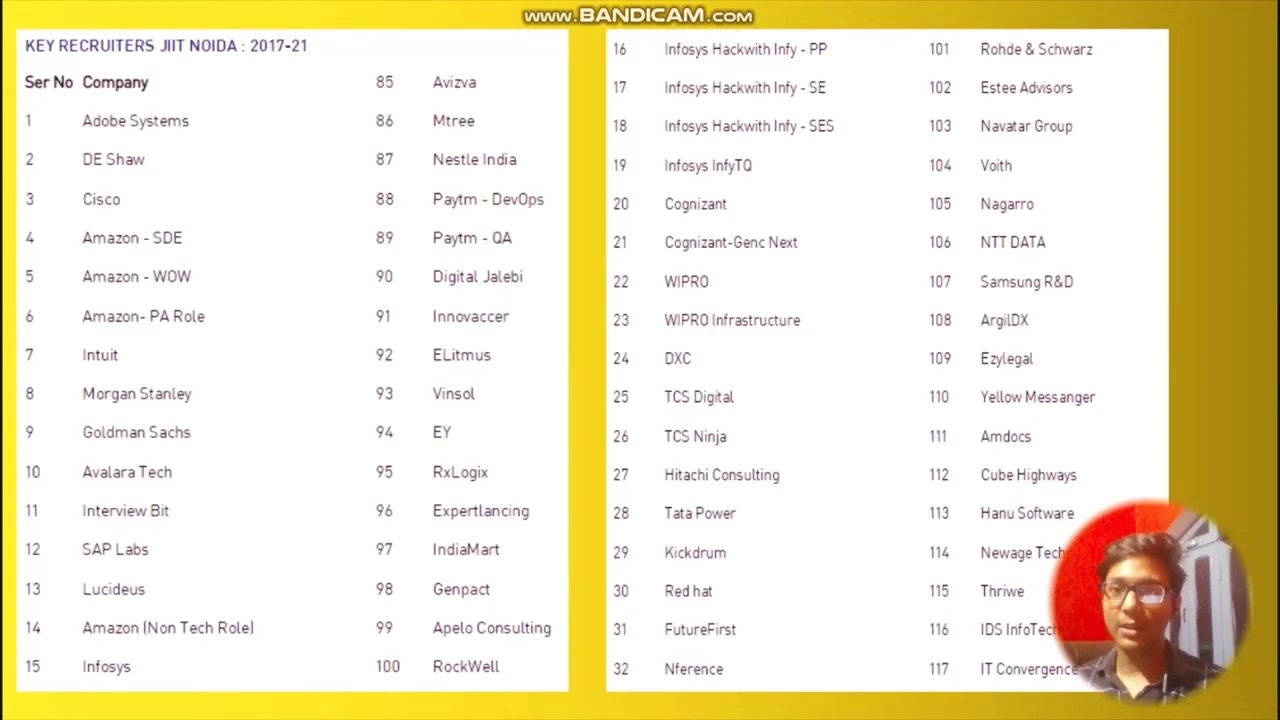 www.BANDICAM.com
KEY RECRUITERS JIIT NOIDA : 2017-21
Ser No Company 85 Avizva
1 Adobe Systems 86 Mtree
2 DE Shaw 87 Nestle India
3 Cisco 88 Paytm - DevOps
4 Amazon - SDE 89 Paytm - QA
5 Amazon - WOW 90 Digital Jalebi
6 Amazon- PA Role 91 Innovaccer
7 Intuit 92 ELitmus
8 Morgan Stanley 93 Vinsol
9 Goldman Sachs 94 EY
10 Avalara Tech 95 RxLogix
11 Interview Bit 96 Expertlancing
12 SAP Labs 97 IndiaMart
13 Lucideus 98 Genpact
14 Amazon (Non Tech Role) 99 Apelo Consulting
15 Infosys 100 RockWell
16 Infosys Hackwith Infy - PP 101 Rohde & Schwarz
17 Infosys Hackwith Infy - SE 102 Estee Advisors
18 Infosys Hackwith Infy - SES 103 Navatar Group
19 Infosys InfyTQ 104 Voith
20 Cognizant 105 Nagarro
21 Cognizant-Genc Next 106 NTT DATA
22 WIPRO 107 Samsung R&D
23 WIPRO Infrastructure 108 ArgilDX
24 DXC 109 Ezylegal
25 TCS Digital 110 Yellow Messanger
26 TCS Ninja 111 Amdocs
27 Hitachi Consulting 112 Cube Highways
28 Tata Power 113 Hanu Software
29 Kickdrum 114 Newage Tech
30 Red hat 115 Thriwe
31 FutureFirst 116 IDS InfoTech
32 Nference 117 IT Convergence